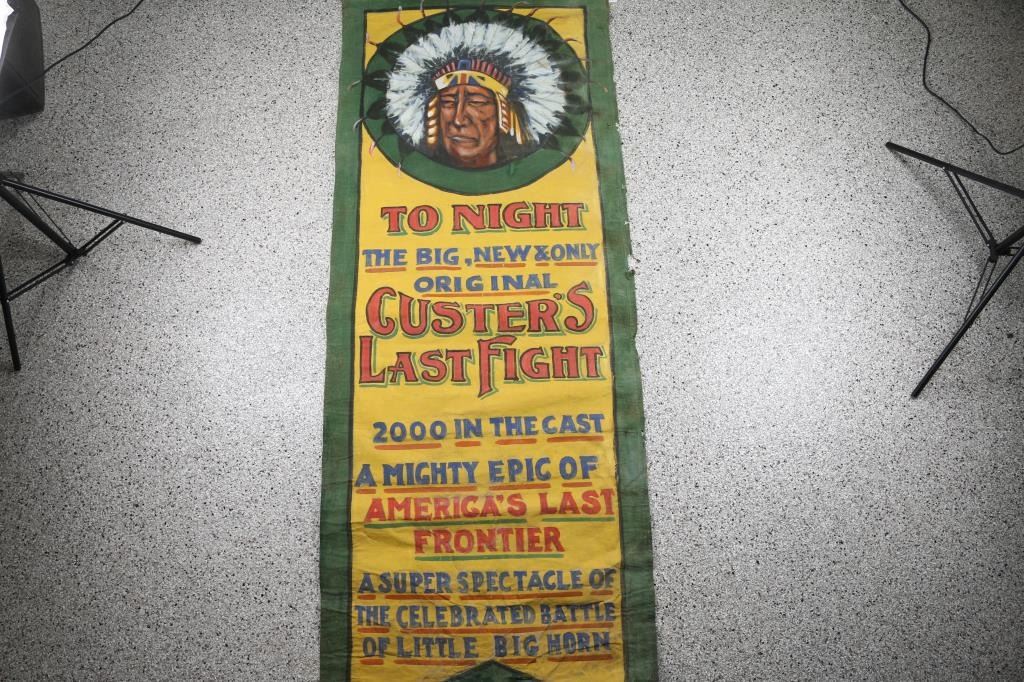 TO NIGHT
THE BIG, NEW & ONLY
ORIGINAL
CUSTER'S
LAST FIGHT
2000 IN THE CAST
A MIGHTY EPIC OF
AMERICA'S LAST
FRONTIER
A SUPER SPECTACLE OF
THE CELEBRATED BATTLE
OF LITTLE BIG HORN